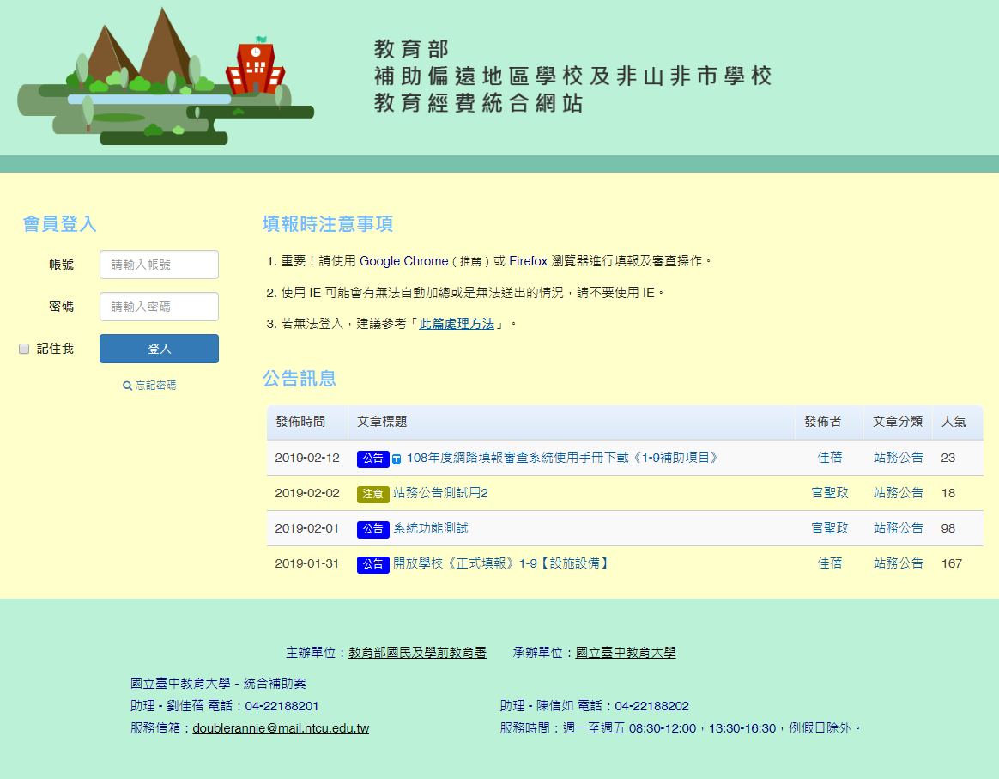 教育部
補助偏遠地區學校及非山非市學校
教育經費統合網站
會員登入
帳號 請輸入帳號
密碼 請輸入密碼
記住我 登入
忘記密碼
填報時注意事項
1. 重要！請使用 Google Chrome（推薦）或 Firefox 瀏覽器進行填報及審查操作。
2. 使用 IE 可能會有無法自動加總或是無法送出的情況，請不要使用 IE。
3. 若無法登入，建議參考「此篇處理方法」。
公告訊息
發佈時間 文章標題 發佈者 文章分類 人氣
2019-02-12 公告 T 108年度網路填報審查系統使用手冊下載《1-9補助項目》 佳蓓 站務公告 23
2019-02-02 注意 站務公告測試用2 官聖政 站務公告 18
2019-02-01 公告 系統功能測試 官聖政 站務公告 98
2019-01-31 公告 開放學校《正式填報》1-9【設施設備】 佳蓓 站務公告 167
主辦單位：教育部國民及學前教育署 承辦單位：國立臺中教育大學
國立臺中教育大學 - 統合補助案
助理 - 劉佳蓓 電話：04-22188201 助理 - 陳信如 電話：04-22188202
服務信箱：doublerannie@mail.ntcu.edu.tw 服務時間：週一至週五 08:30-12:00，13:30-16:30，例假日除外。